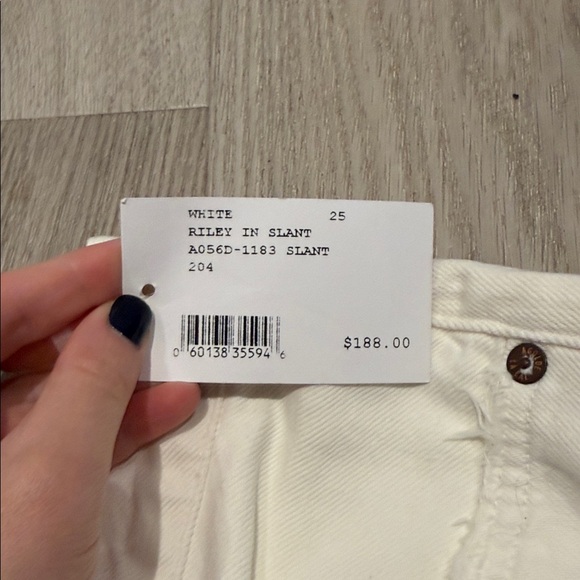 WHITE 25
RILEY IN SLANT
A056D-1183 SLANT
204
0 60138 35594 6
$188.00